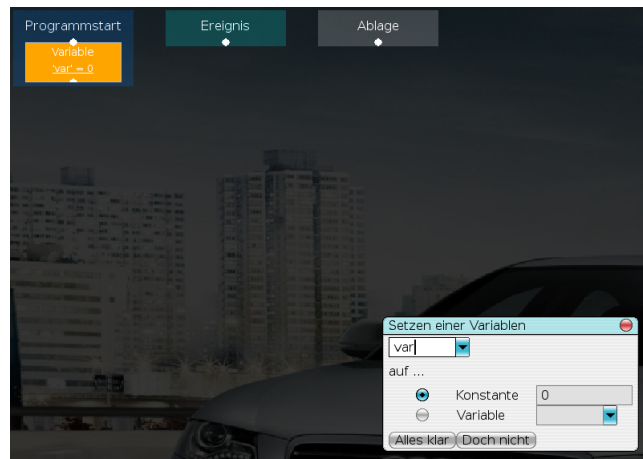 Programmstart
Ereignis
Ablage
Variable
'var' = 0
Setzen einer Variablen
var
auf ...
Konstante 0
Variable
Alles klar Doch nicht